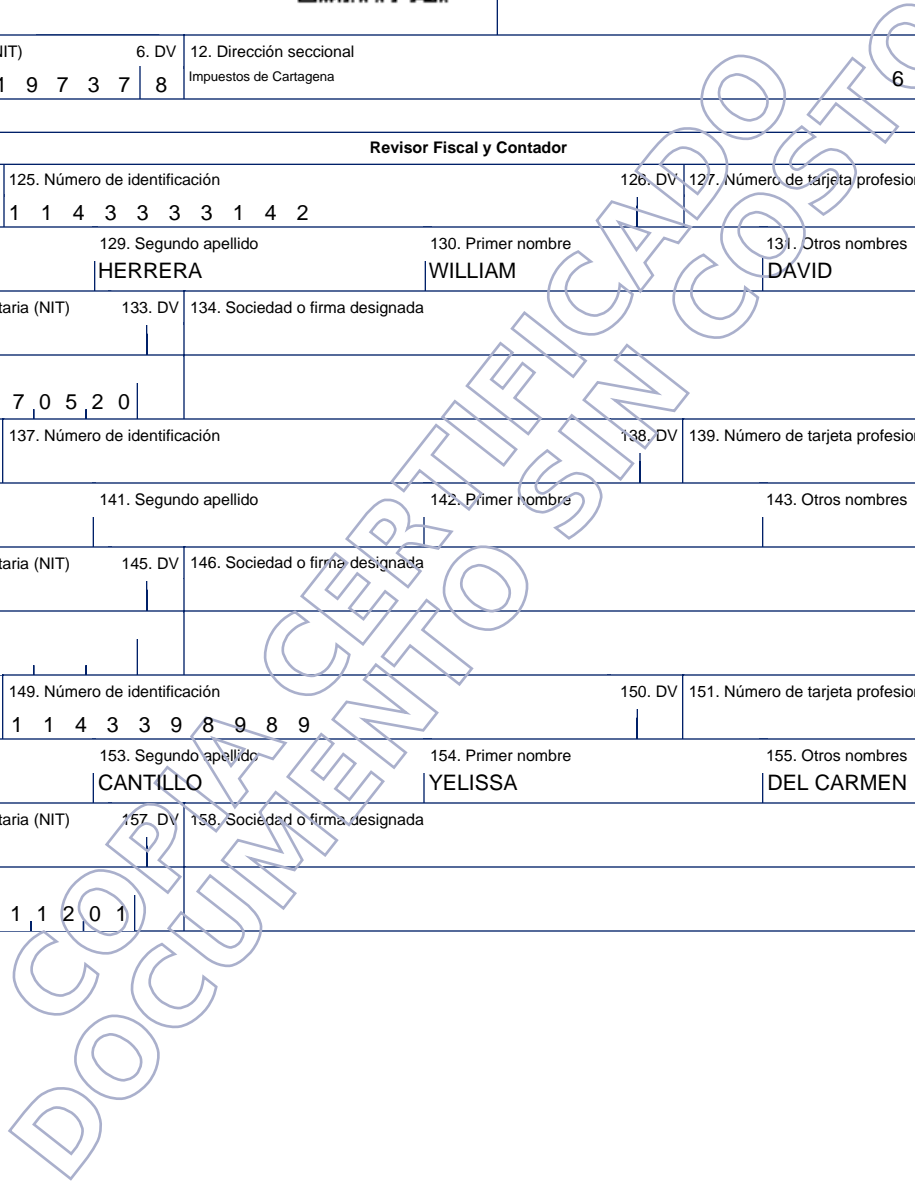 IT) 6. DV 12. Dirección seccional
1 9 7 3 7 8 Impuestos de Cartagena 6
Revisor Fiscal y Contador
125. Número de identificación 126. DV 127. Número de tarjeta profesion
1 1 4 3 3 3 3 1 4 2
129. Segundo apellido 130. Primer nombre 131. Otros nombres
HERRERA WILLIAM DAVID
taria (NIT) 133. DV 134. Sociedad o firma designada
7 0 5 2 0
137. Número de identificación 138. DV 139. Número de tarjeta profesion
141. Segundo apellido 142. Primer nombre 143. Otros nombres
taria (NIT) 145. DV 146. Sociedad o firma designada
149. Número de identificación 150. DV 151. Número de tarjeta profesion
1 1 4 3 3 9 8 9 8 9
153. Segundo apellido 154. Primer nombre 155. Otros nombres
CANTILLO YELISSA DEL CARMEN
taria (NIT) 157. DV 158. Sociedad o firma designada
1 1 2 0 1
COPIA CERTIFICADO
DOCUMENTO SIN COSTO